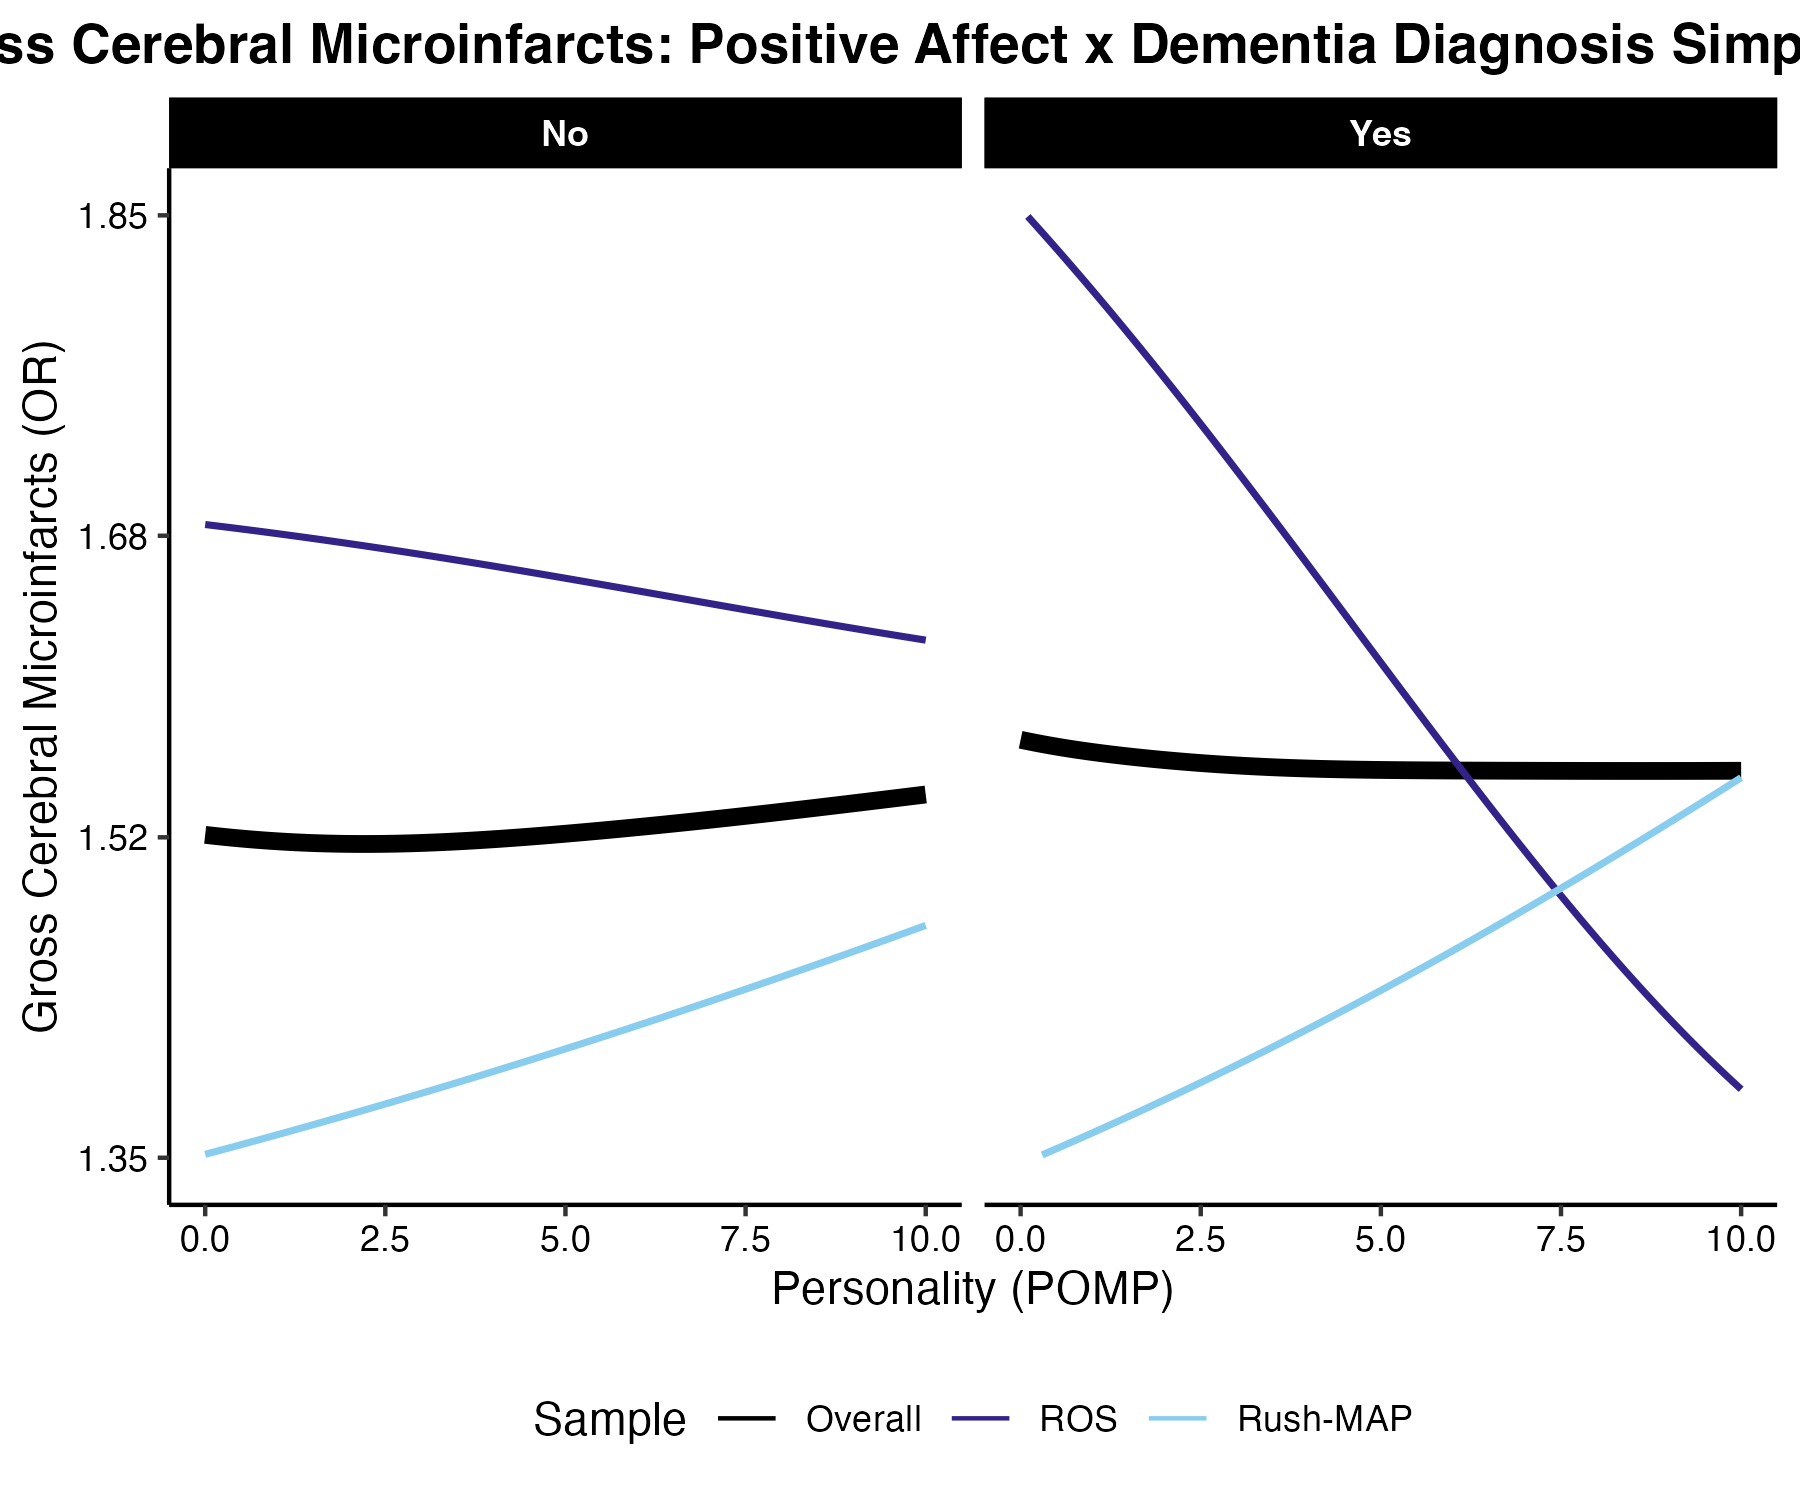 ss Cerebral Microinfarcts: Positive Affect x Dementia Diagnosis Simp
No Yes
Gross Cerebral Microinfarcts (OR)
1.85
1.68
1.52
1.35
0.0 2.5 5.0 7.5 10.0 0.0 2.5 5.0 7.5 10.0
Personality (POMP)
Sample Overall ROS Rush-MAP